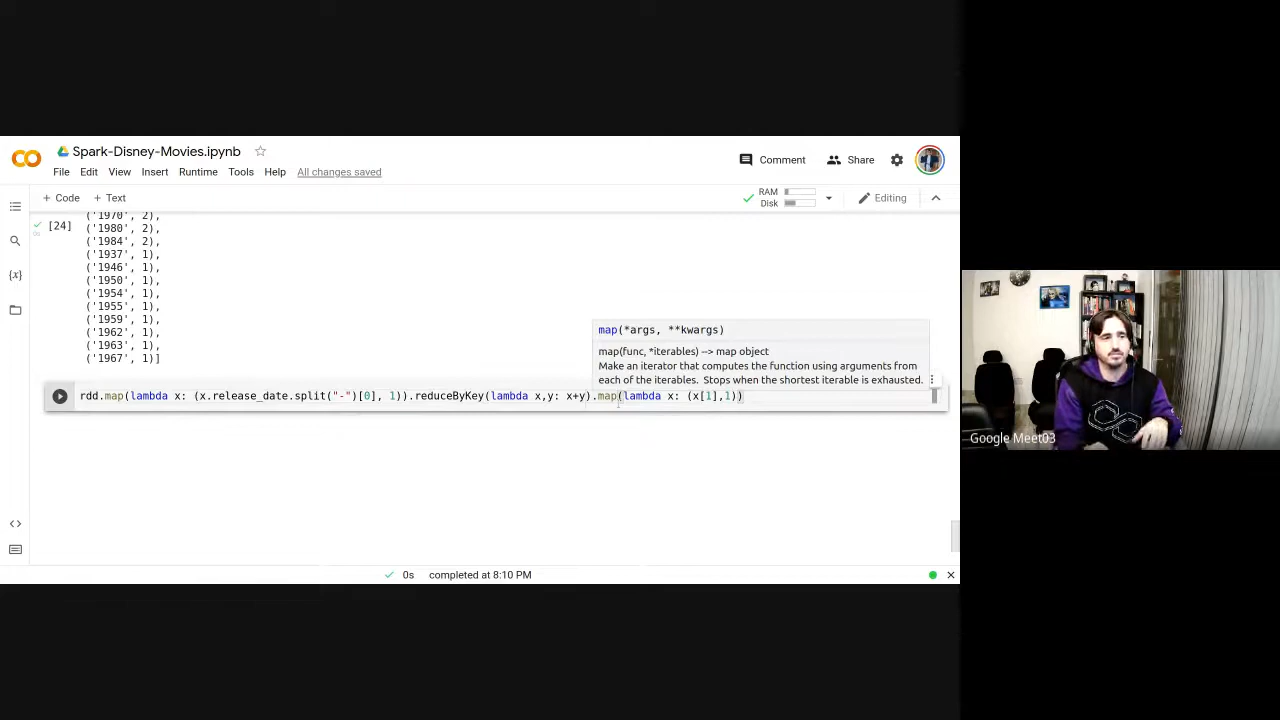 Spark-Disney-Movies.ipynb
File Edit View Insert Runtime Tools Help All changes saved
Comment Share
+ Code + Text
RAM
Disk
Editing
[24]
('1970', 2),
('1980', 2),
('1984', 2),
('1937', 1),
('1946', 1),
('1950', 1),
('1954', 1),
('1955', 1),
('1959', 1),
('1962', 1),
('1963', 1),
('1967', 1)]
map(*args, **kwargs)
map(func, *iterables) --> map object
Make an iterator that computes the function using arguments from
each of the iterables. Stops when the shortest iterable is exhausted.
rdd.map(lambda x: (x.release_date.split("-")[0], 1)).reduceByKey(lambda x,y: x+y).map(lambda x: (x[1],1))
{x}
0s completed at 8:10 PM
Google Meet03